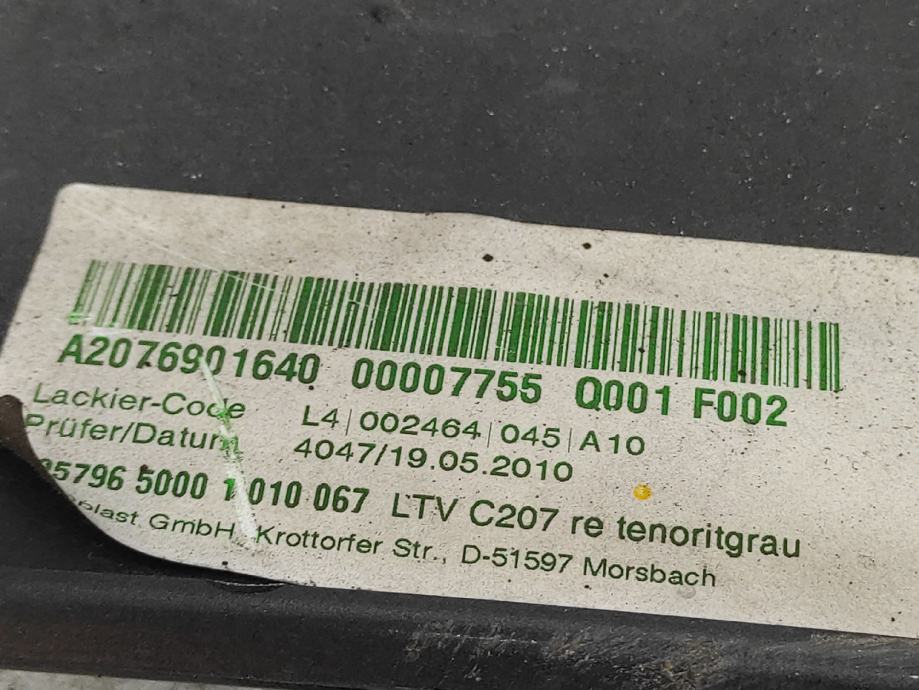 A2076901640 00007755 Q001 F002
Lackier-Code L4|002464|045|A10
Prüfer/Datum 4047/19.05.2010
5796 5000 1 010 067 LTV C207 re tenoritgrau
GmbH, Krottorfer Str., D-51597 Morsbach